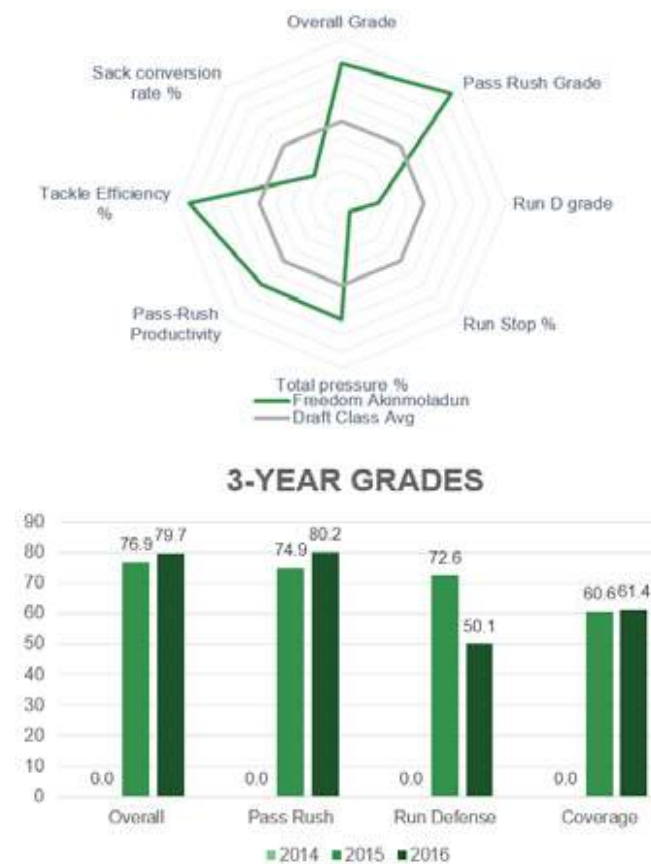 Overall Grade
Sack conversion
rate %
Pass Rush Grade
Tackle Efficiency
%
Run D grade
Pass-Rush
Productivity
Run Stop %
Total pressure %
Freedom Akinmoladun
Draft Class Avg
3-YEAR GRADES
90
80
70
60
50
40
30
20
10
0
0.0 76.9 79.7
0.0 74.9 80.2
0.0 72.6 50.1
0.0 60.6 61.4
Overall Pass Rush Run Defense Coverage
2014 2015 2016